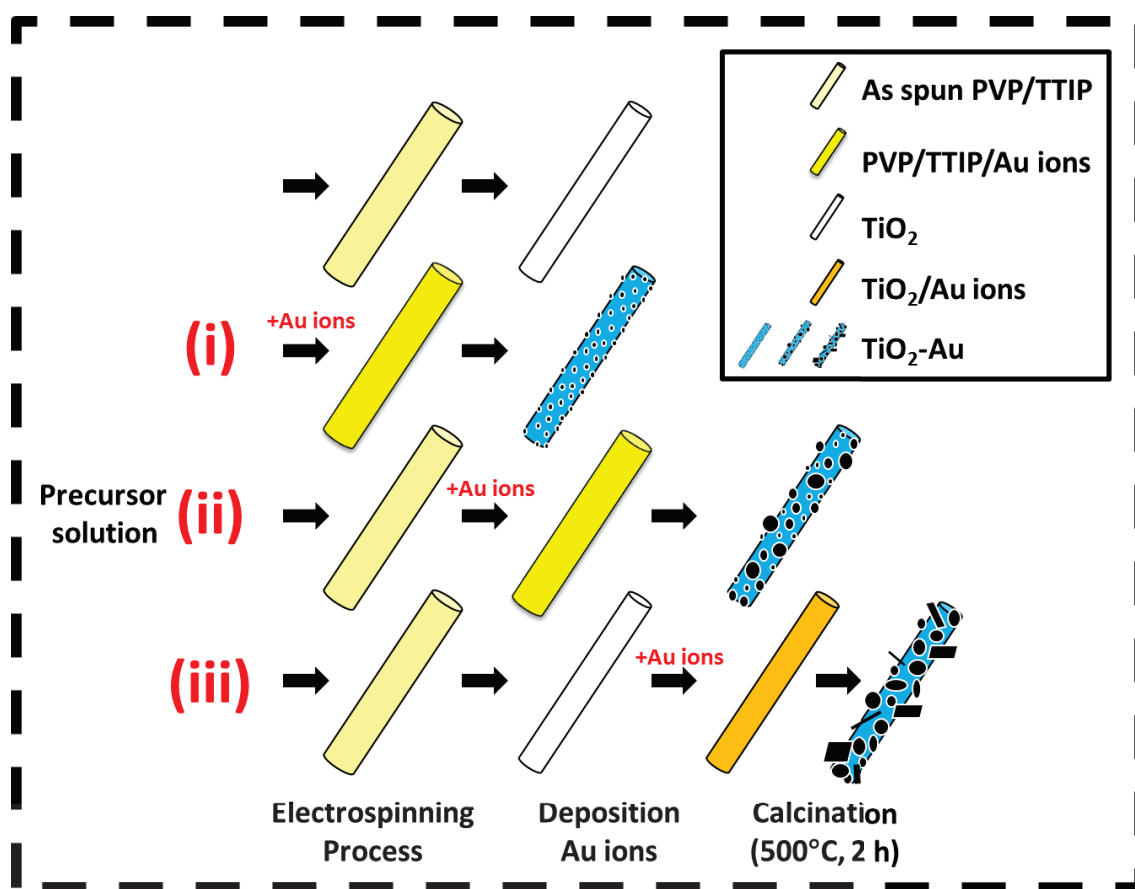 As spun PVP/TTIP
PVP/TTIP/Au ions
TiO₂
TiO₂/Au ions
TiO₂-Au
(i)
+Au ions
Precursor
solution
(ii)
+Au ions
(iii)
+Au ions
Electrospinning
Process
Deposition
Au ions
Calcination
(500°C, 2 h)